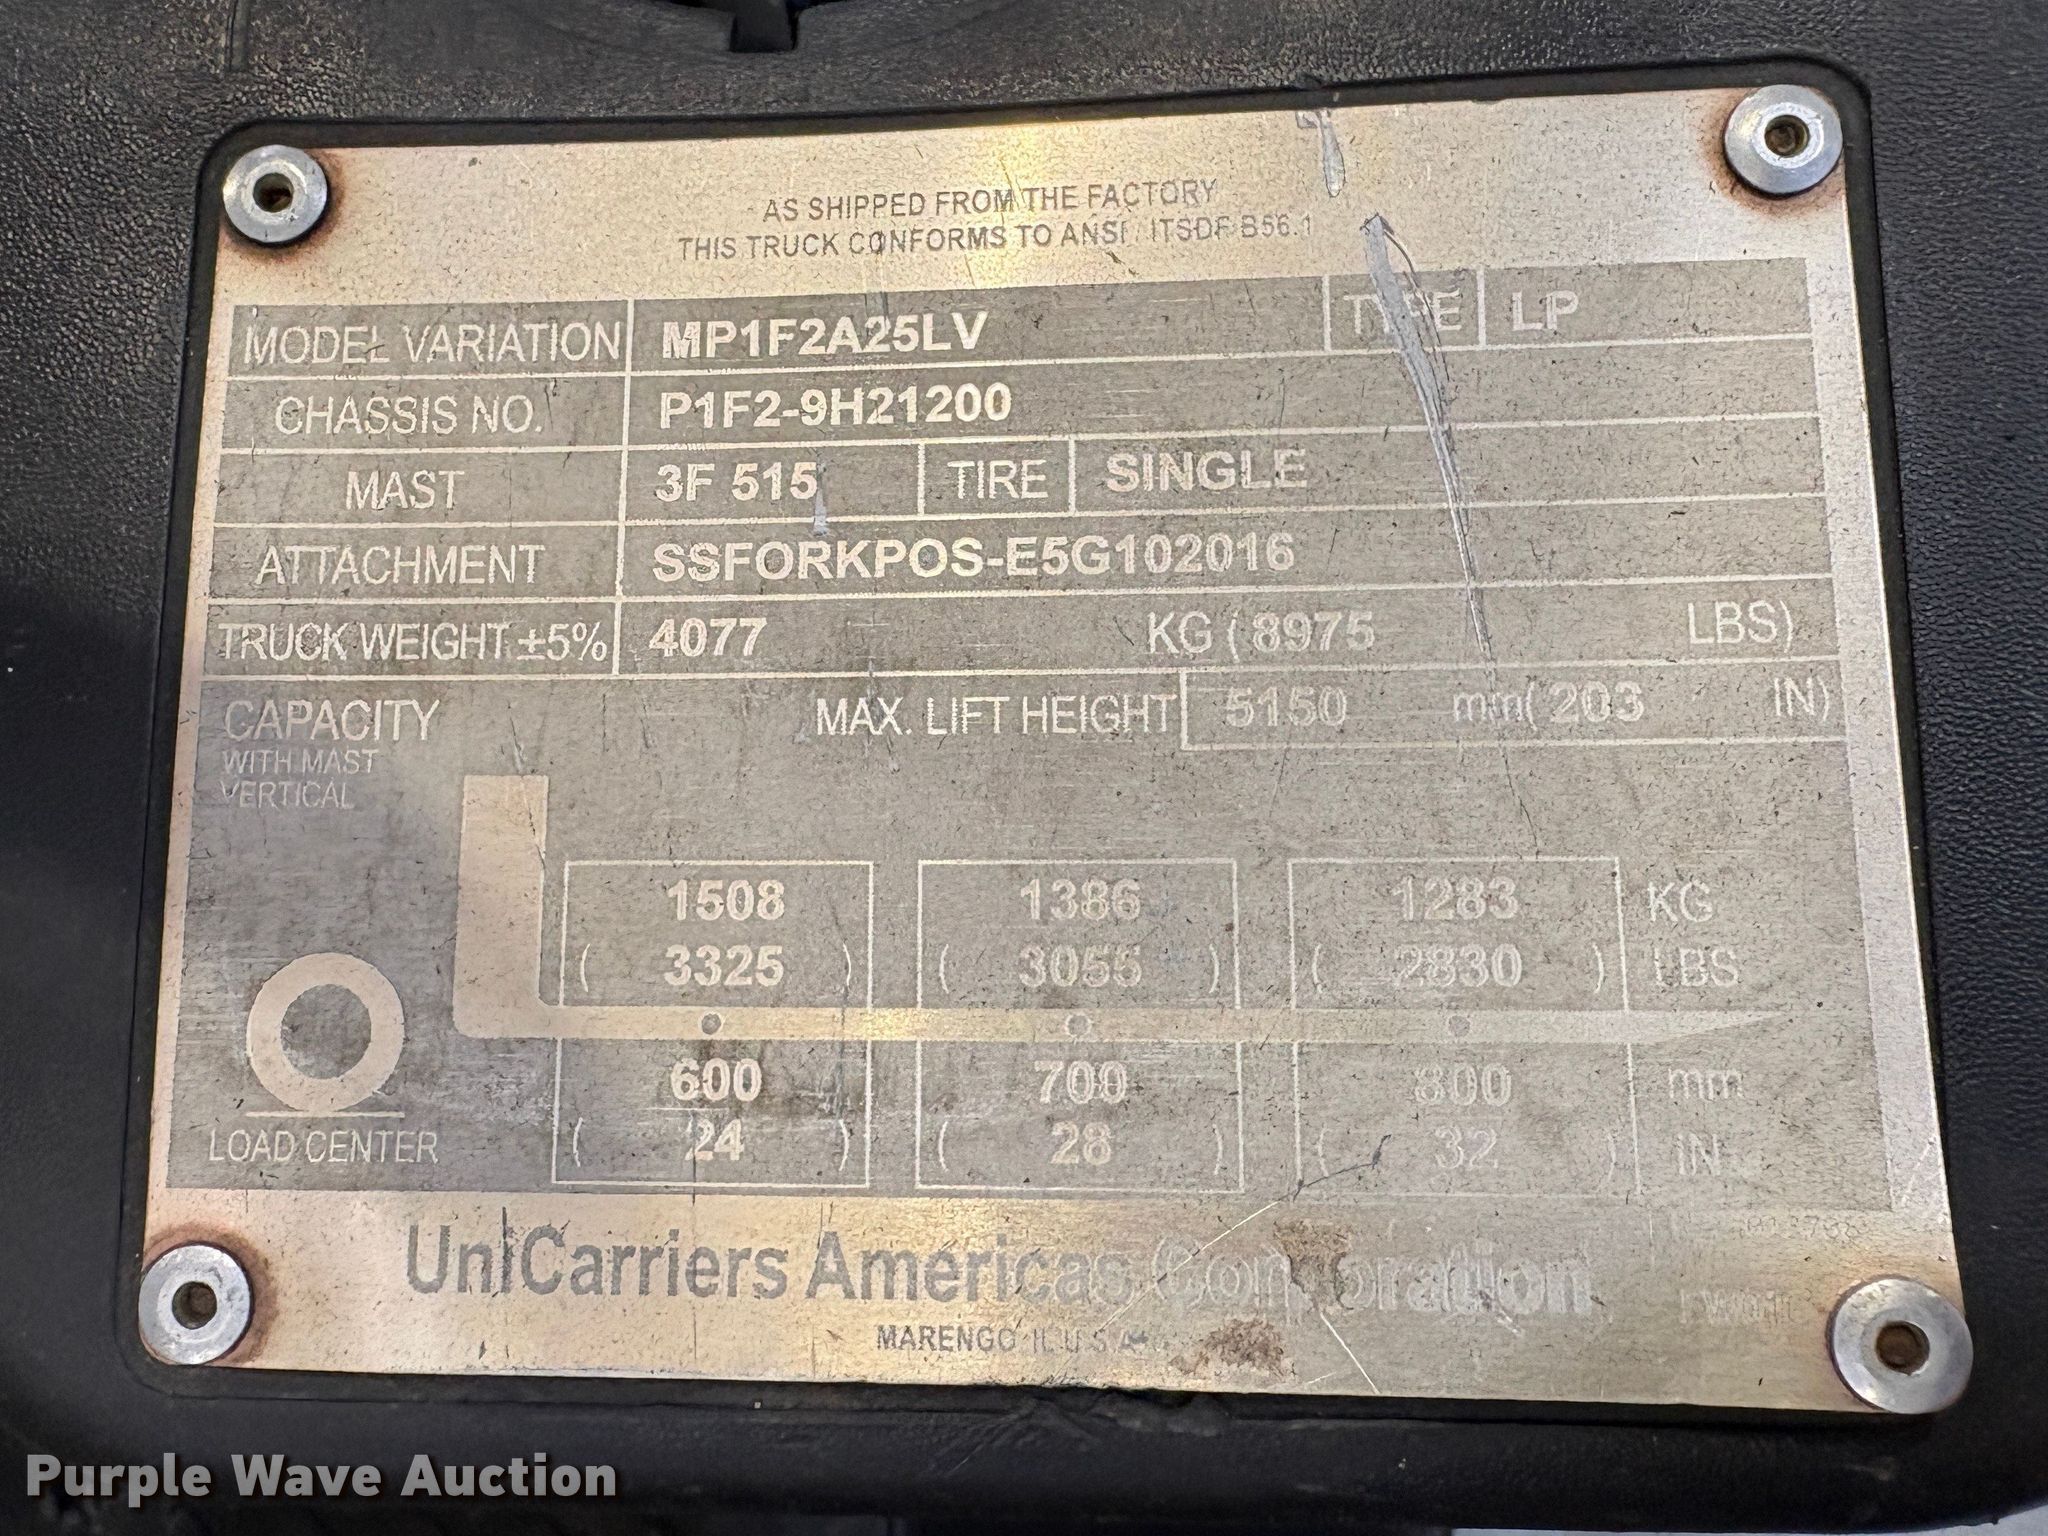 AS SHIPPED FROM THE FACTORY
THIS TRUCK CONFORMS TO ANSI / ITSDF B56.1
MODEL VARIATION MP1F2A25LV TYPE LP
CHASSIS NO. P1F2-9H21200
MAST 3F 515 TIRE SINGLE
ATTACHMENT SSFORKPOS-E5G102016
TRUCK WEIGHT ±5% 4077 KG ( 8975 LBS)
CAPACITY MAX. LIFT HEIGHT 5150 mm( 203 IN)
WITH MAST
VERTICAL
1508 1386 1283 KG
( 3325 ) ( 3055 ) ( 2830 ) LBS
600 700 800 mm
LOAD CENTER ( 24 ) ( 28 ) ( 32 ) IN.
UniCarriers Americas Corporation
MARENGO IL U.S.A.
Purple Wave Auction